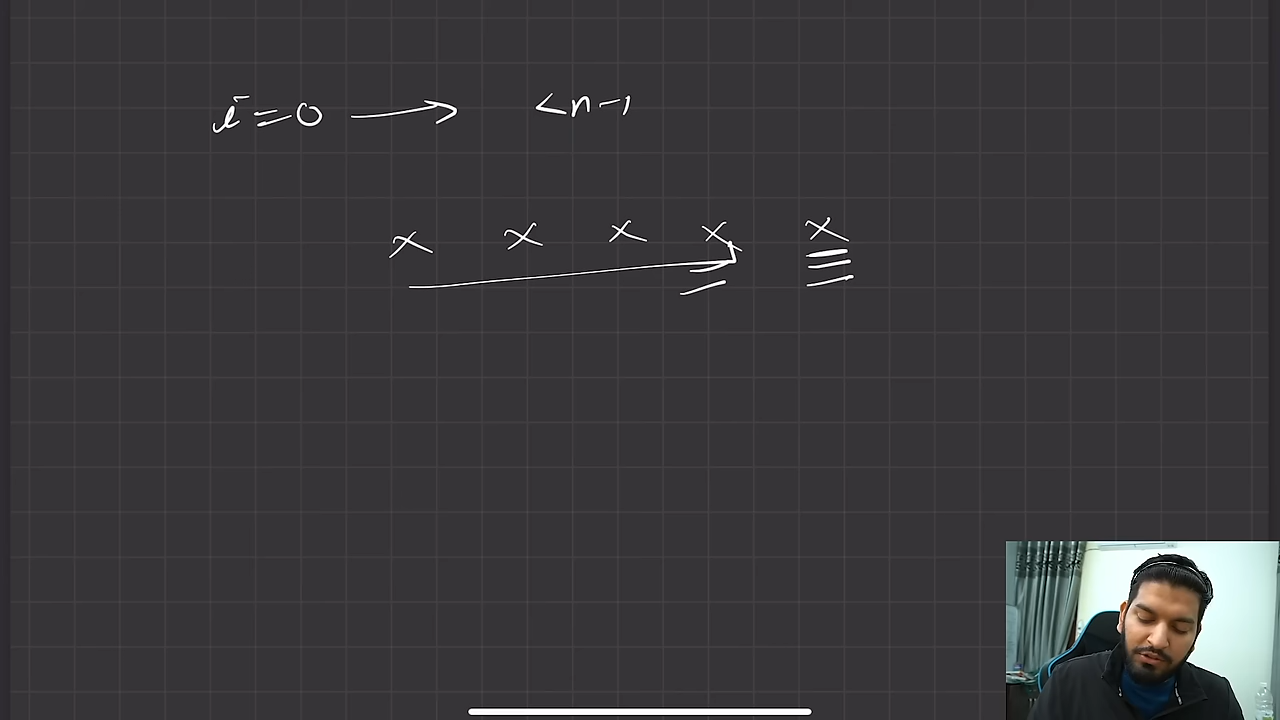 i=0 → <n-1
x x x x x